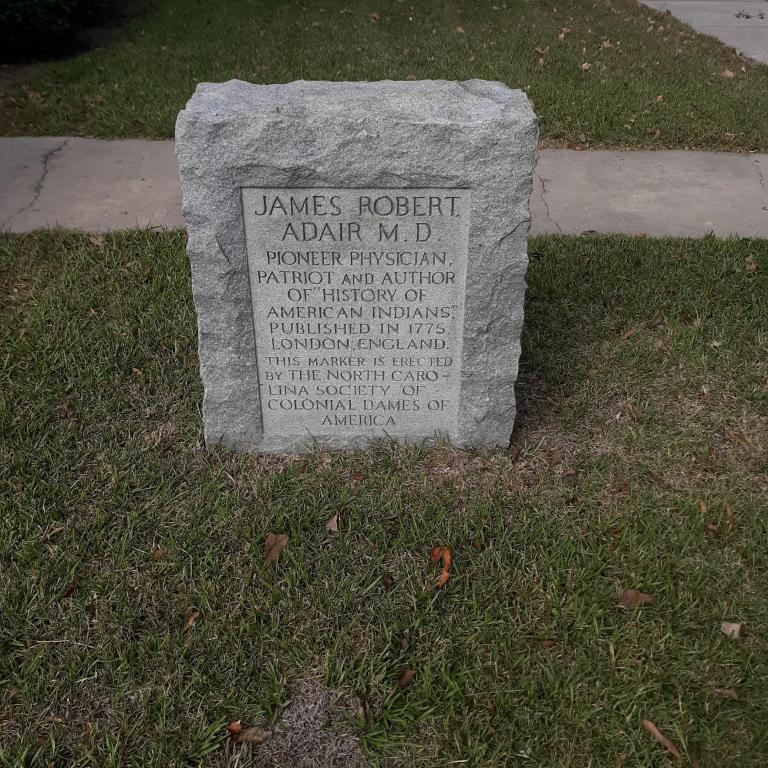 JAMES ROBERT
ADAIR M.D.
PIONEER PHYSICIAN,
PATRIOT AND AUTHOR
OF "HISTORY OF
AMERICAN INDIANS,"
PUBLISHED IN 1775,
LONDON, ENGLAND.
THIS MARKER IS ERECTED
BY THE NORTH CARO-
LINA SOCIETY OF
COLONIAL DAMES OF
AMERICA